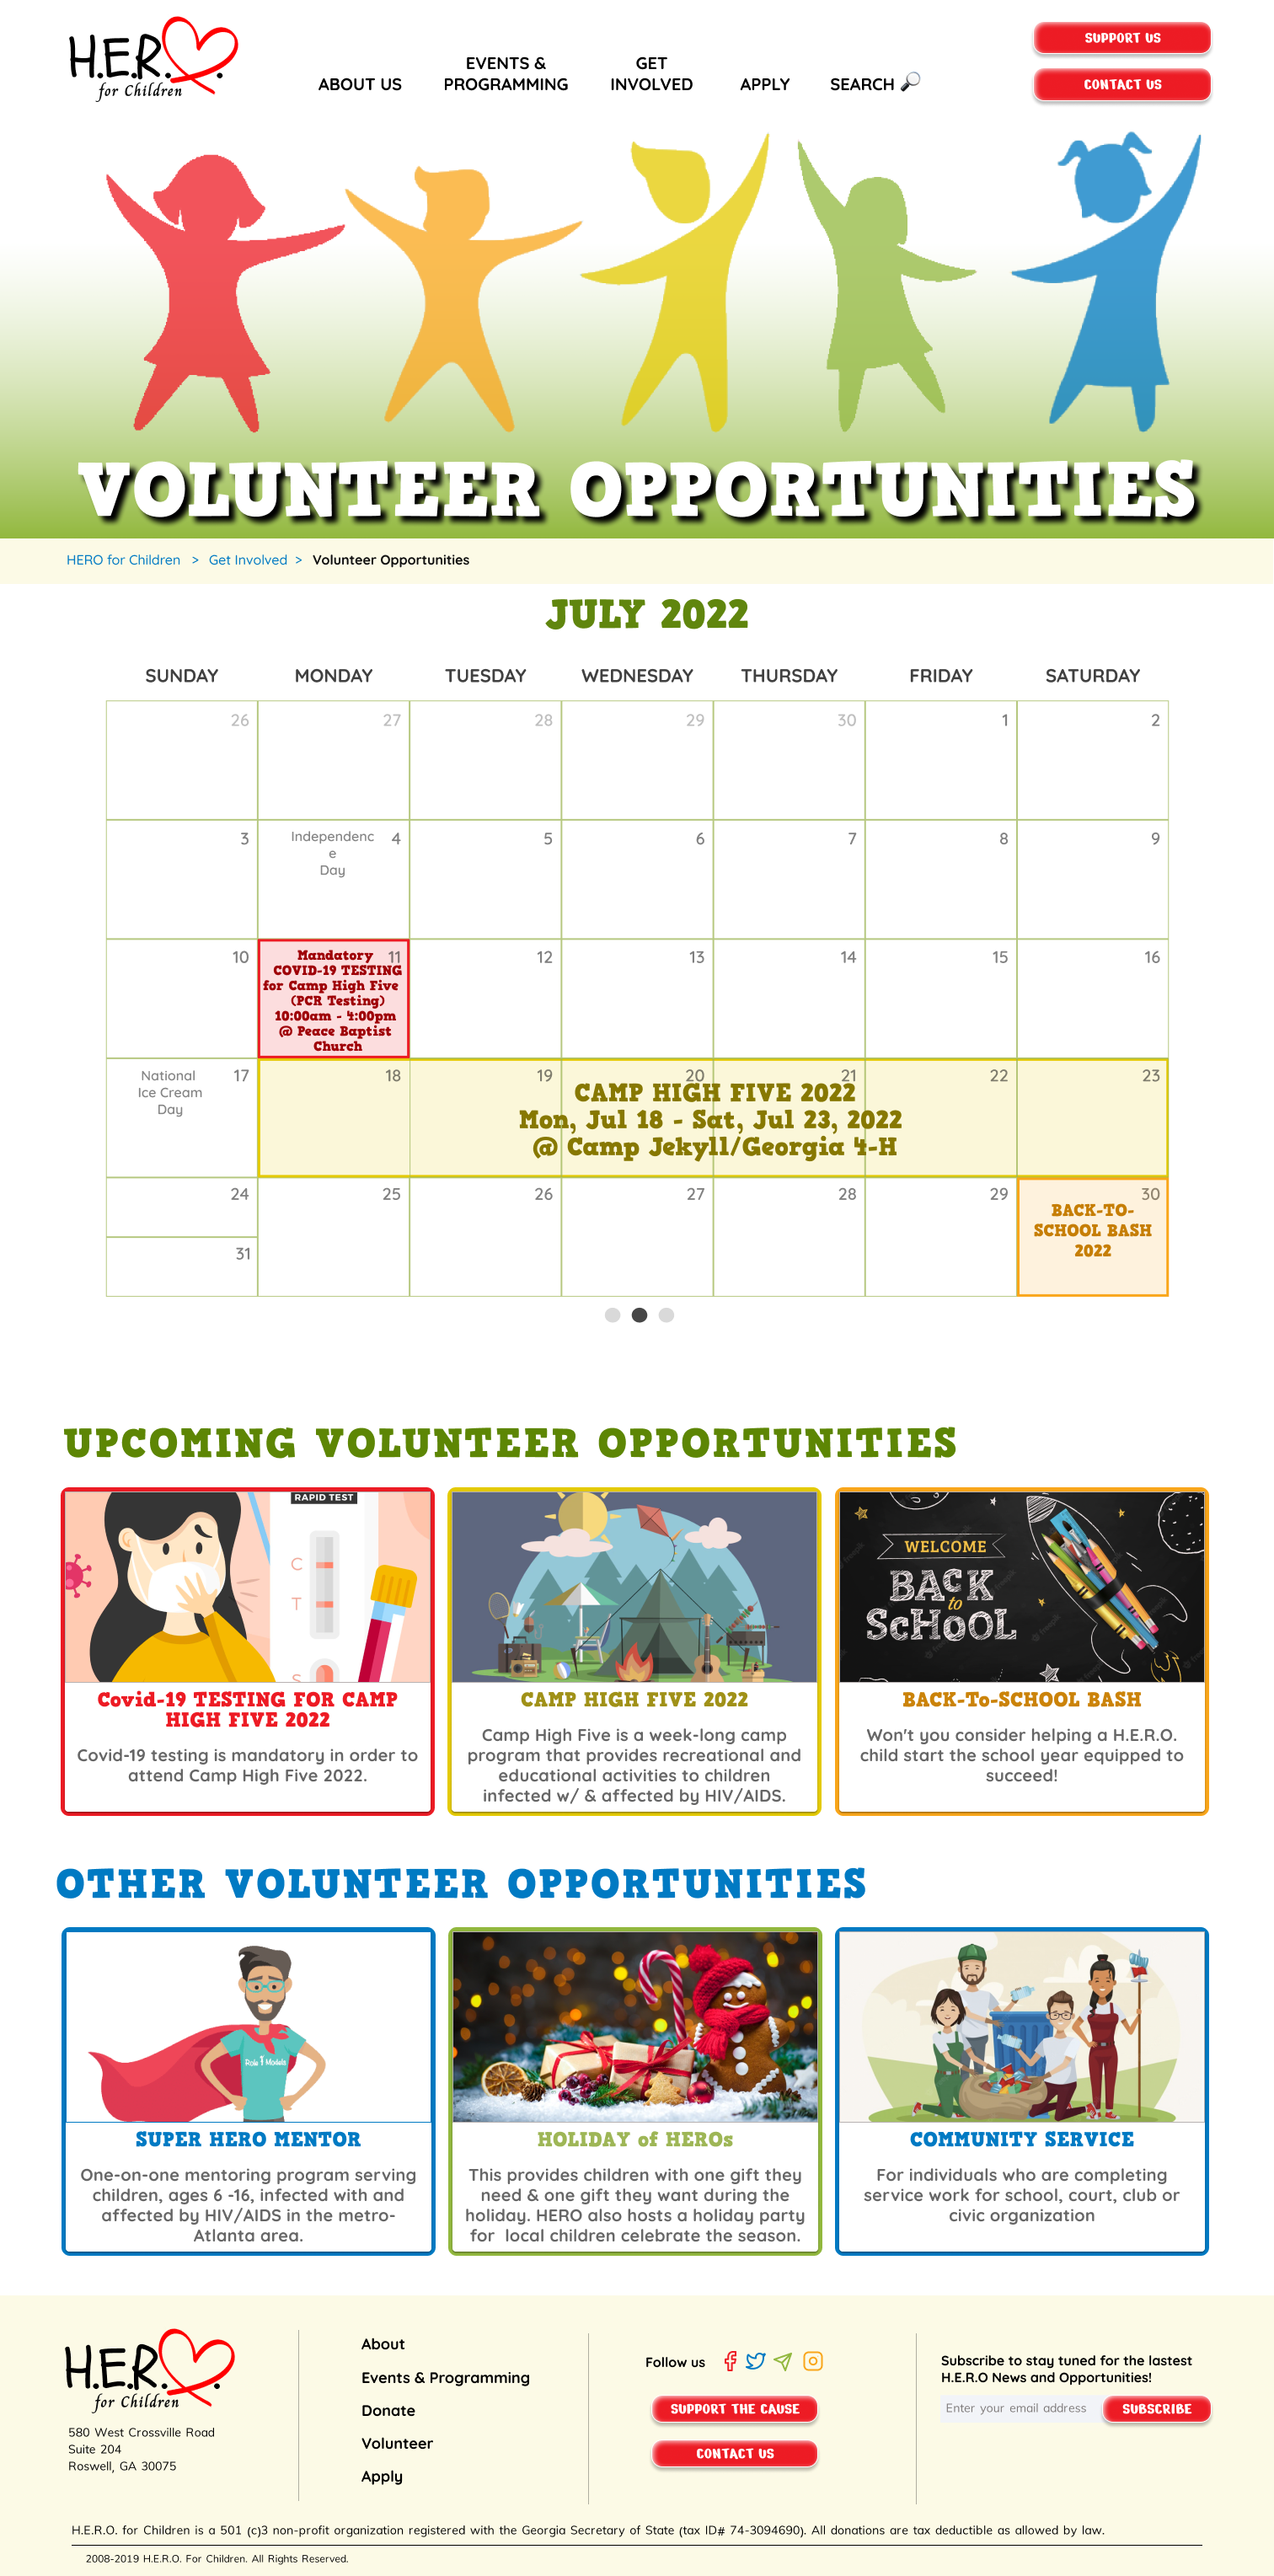 H.E.R.
for Children
ABOUT US
EVENTS &
PROGRAMMING
GET
INVOLVED
APPLY
SEARCH
SUPPORT US
CONTACT US
VOLUNTEER OPPORTUNITIES
HERO for Children > Get Involved > Volunteer Opportunities
JULY 2022
SUNDAY MONDAY TUESDAY WEDNESDAY THURSDAY FRIDAY SATURDAY
26 27 28 29 30 1 2
3 4 5 6 7 8 9
Independenc
e
Day
10 11 12 13 14 15 16
Mandatory
COVID-19 TESTING
for Camp High Five
(PCR Testing)
10:00am - 4:00pm
@ Peace Baptist
Church
17 18 19 20 21 22 23
National
Ice Cream
Day
CAMP HIGH FIVE 2022
Mon, Jul 18 - Sat, Jul 23, 2022
@ Camp Jekyll/Georgia 4-H
24 25 26 27 28 29 30
BACK-TO-
SCHOOL BASH
2022
31
UPCOMING VOLUNTEER OPPORTUNITIES
RAPID TEST
C
T
S
Covid-19 TESTING FOR CAMP
HIGH FIVE 2022
Covid-19 testing is mandatory in order to
attend Camp High Five 2022.
CAMP HIGH FIVE 2022
Camp High Five is a week-long camp
program that provides recreational and
educational activities to children
infected w/ & affected by HIV/AIDS.
WELCOME
BACK
to
ScHOOL
BACK-To-SCHOOL BASH
Won't you consider helping a H.E.R.O.
child start the school year equipped to
succeed!
OTHER VOLUNTEER OPPORTUNITIES
Role Models
SUPER HERO MENTOR
One-on-one mentoring program serving
children, ages 6 -16, infected with and
affected by HIV/AIDS in the metro-
Atlanta area.
HOLIDAY of HEROs
This provides children with one gift they
need & one gift they want during the
holiday. HERO also hosts a holiday party
for local children celebrate the season.
COMMUNITY SERVICE
For individuals who are completing
service work for school, court, club or
civic organization
H.E.R.
for Children
580 West Crossville Road
Suite 204
Roswell, GA 30075
About
Events & Programming
Donate
Volunteer
Apply
Follow us
SUPPORT THE CAUSE
CONTACT US
Subscribe to stay tuned for the lastest
H.E.R.O News and Opportunities!
Enter your email address
SUBSCRIBE
H.E.R.O. for Children is a 501 (c)3 non-profit organization registered with the Georgia Secretary of State (tax ID# 74-3094690). All donations are tax deductible as allowed by law.
2008-2019 H.E.R.O. For Children. All Rights Reserved.